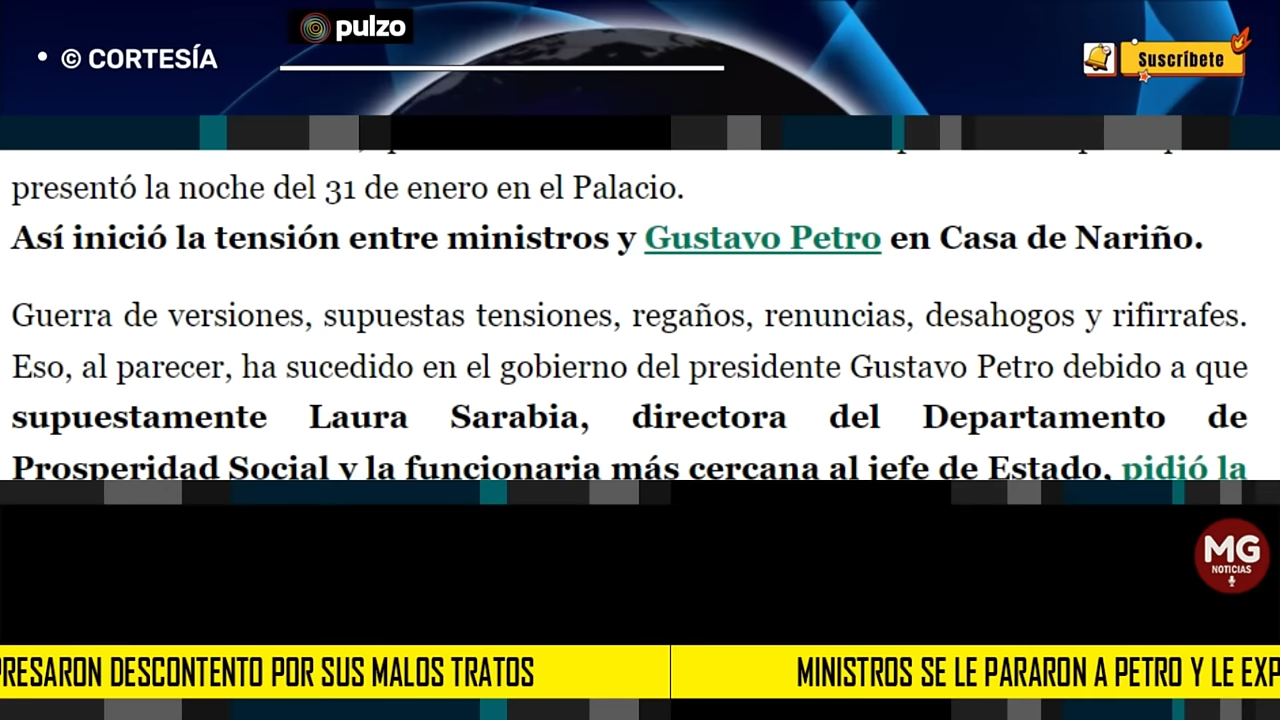 pulzo
• © CORTESÍA
Suscríbete
presentó la noche del 31 de enero en el Palacio.
Así inició la tensión entre ministros y Gustavo Petro en Casa de Nariño.
Guerra de versiones, supuestas tensiones, regaños, renuncias, desahogos y rifirrafes.
Eso, al parecer, ha sucedido en el gobierno del presidente Gustavo Petro debido a que
supuestamente Laura Sarabia, directora del Departamento de
Prosperidad Social y la funcionaria más cercana al jefe de Estado, pidió la
MG
NOTICIAS
PRESARON DESCONTENTO POR SUS MALOS TRATOS
MINISTROS SE LE PARARON A PETRO Y LE EXP